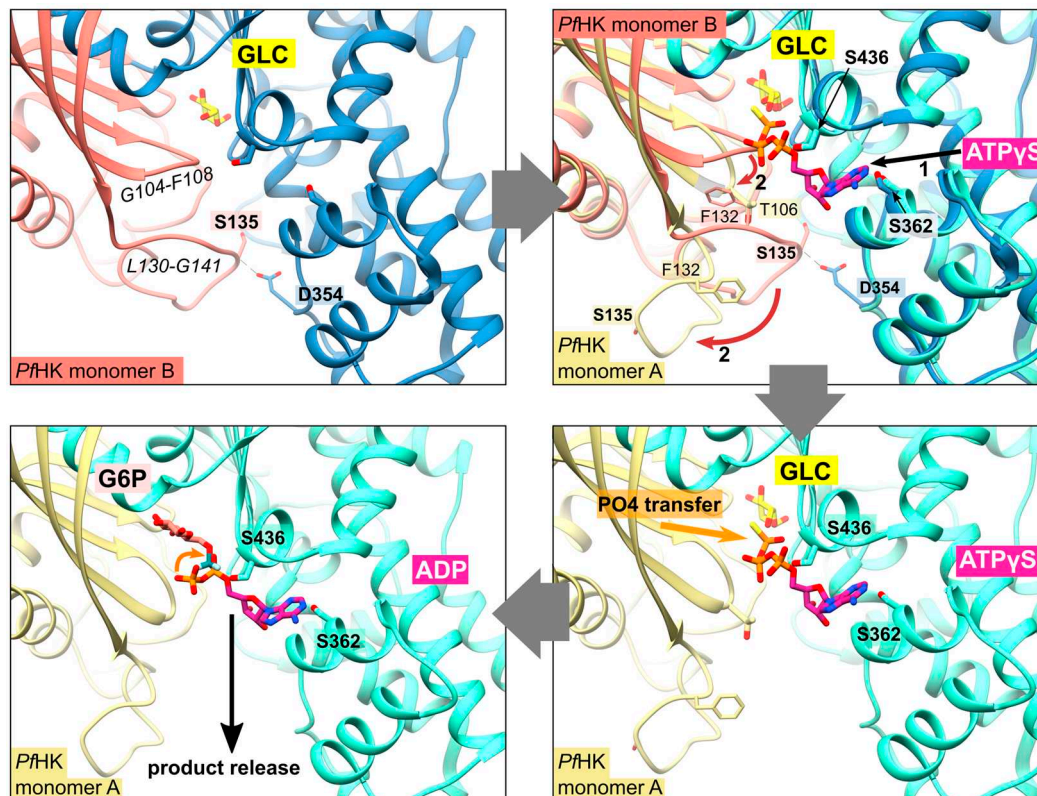 GLC
G104-F108
S135
L130-G141
D354
PfHK monomer B
PfHK monomer B
GLC
S436
ATPγS
1
2
F132
T106
S362
S135
F132
D354
S135
2
PfHK
monomer A
G6P
S436
ADP
S362
product release
PfHK
monomer A
GLC
PO4 transfer
S436
ATPγS
S362
PfHK
monomer A